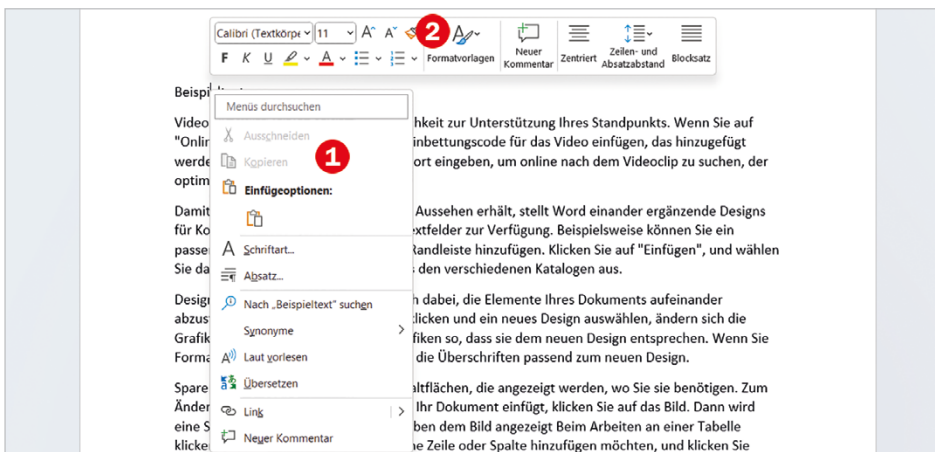 Calibri (Textkörpe 11 A A 2
Neuer
Kommentar
Zeilen- und
Absatzabstand
F K U A Formatvorlagen Zentriert Blocksatz
Beispi
Menüs durchsuchen
Video hkeit zur Unterstützung Ihres Standpunkts. Wenn Sie auf
Ausschneiden
"Onlin inbettungscode für das Video einfügen, das hinzugefügt
Kopieren 1
werde ort eingeben, um online nach dem Videoclip zu suchen, der
optim
Einfügeoptionen:
Damit Aussehen erhält, stellt Word einander ergänzende Designs
für Ko extfelder zur Verfügung. Beispielsweise können Sie ein
passe Randleiste hinzufügen. Klicken Sie auf "Einfügen", und wählen
Schriftart...
Sie da s den verschiedenen Katalogen aus.
Absatz...
Desig h dabei, die Elemente Ihres Dokuments aufeinander
Nach „Beispieltext" suchen
abzus licken und ein neues Design auswählen, ändern sich die
Synonyme
Grafik fiken so, dass sie dem neuen Design entsprechen. Wenn Sie
Forma die Überschriften passend zum neuen Design.
Laut vorlesen
Spare altflächen, die angezeigt werden, wo Sie sie benötigen. Zum
Übersetzen
Änder Ihr Dokument einfügt, klicken Sie auf das Bild. Dann wird
Link
eine S ben dem Bild angezeigt Beim Arbeiten an einer Tabelle
Neuer Kommentar
klicke ne Zeile oder Spalte hinzufügen möchten, und klicken Sie